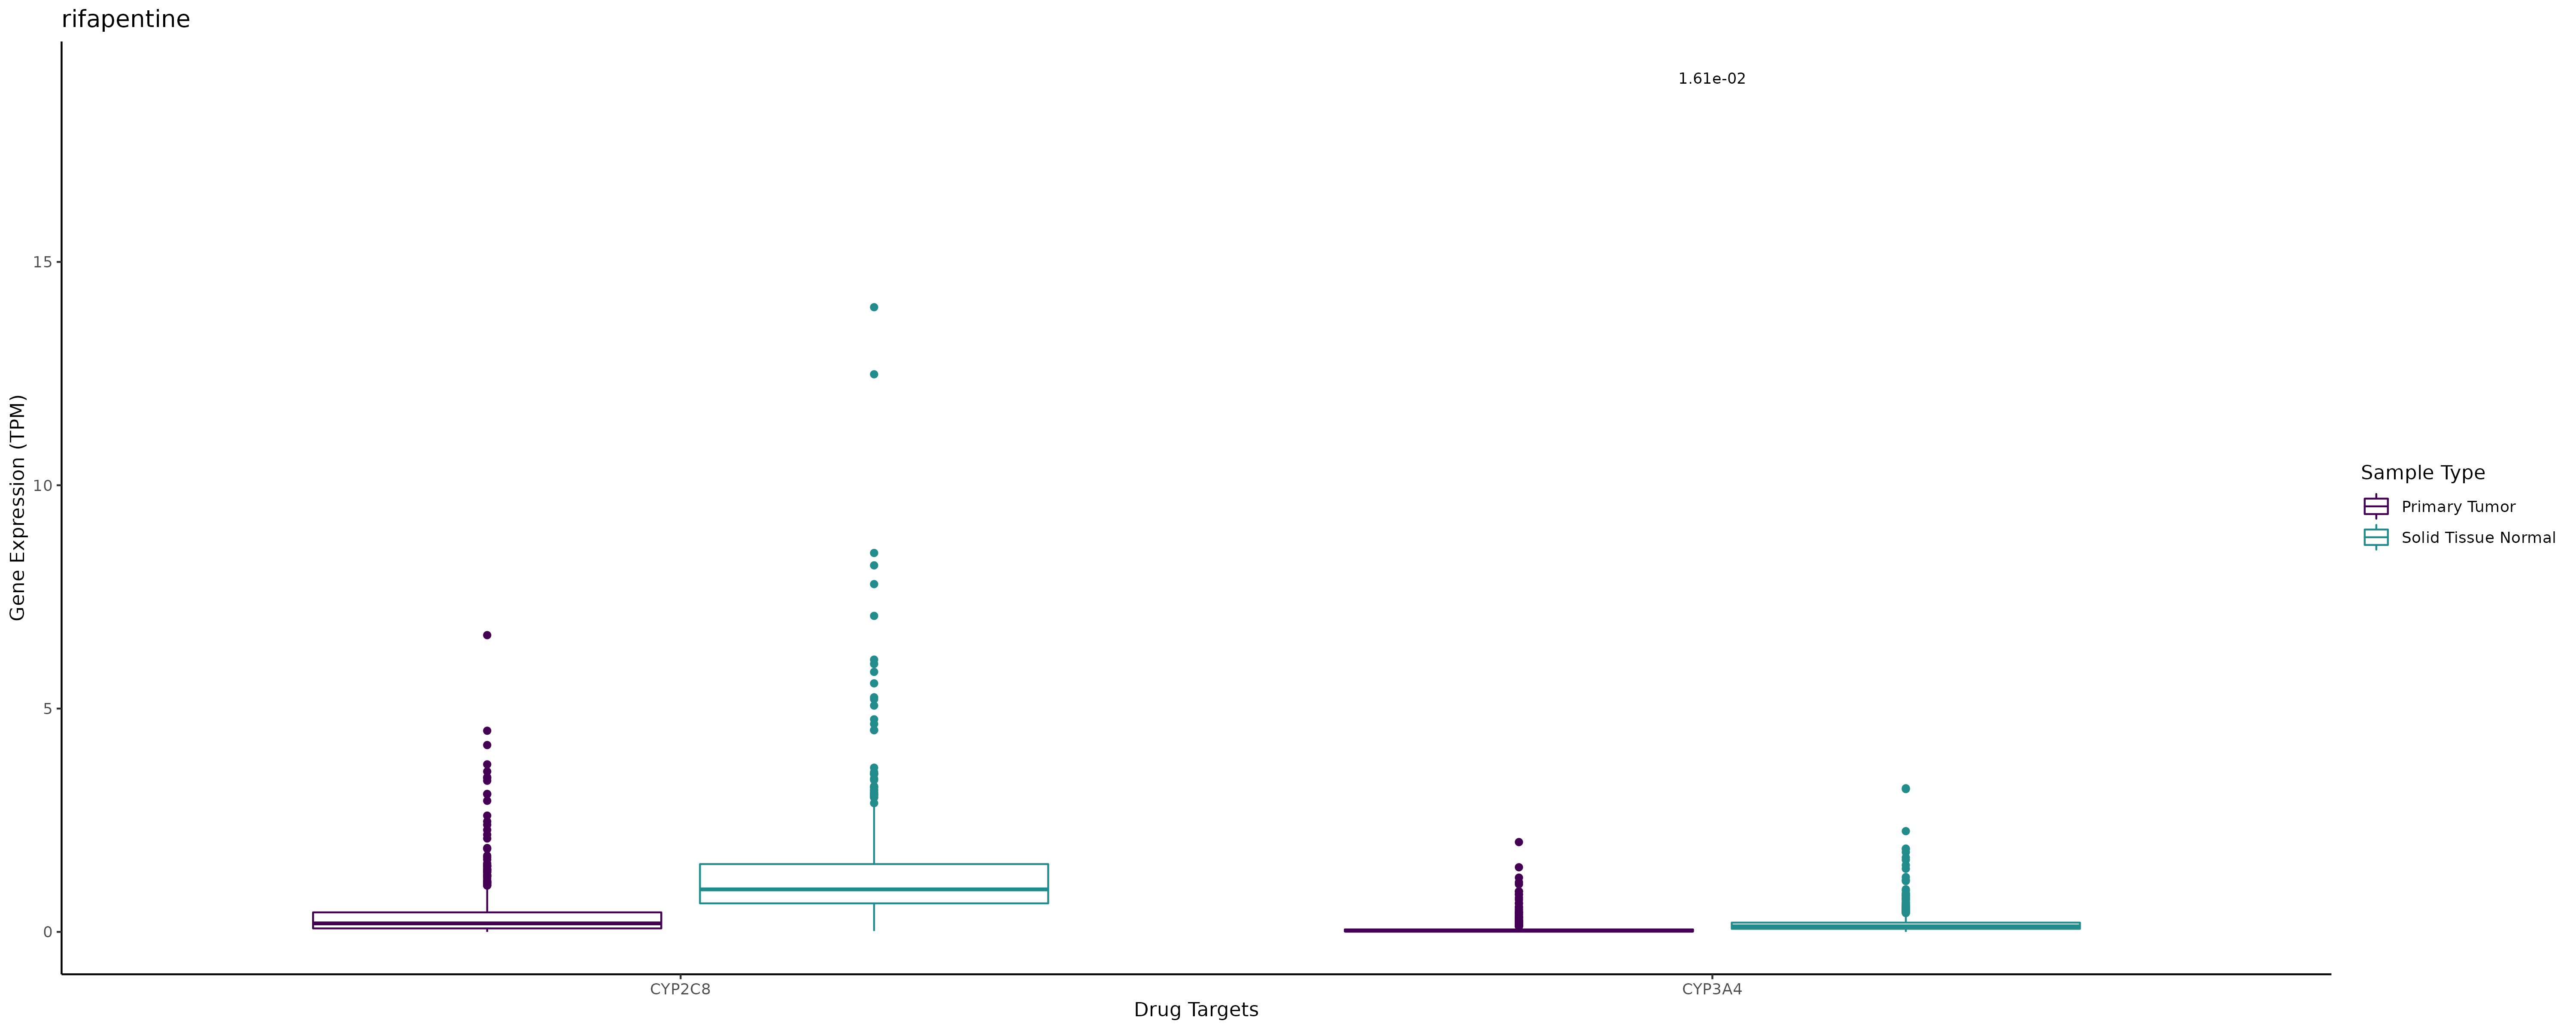 rifapentine
1.61e-02
15
10
5
0
Gene Expression (TPM)
CYP2C8
CYP3A4
Drug Targets
Sample Type
Primary Tumor
Solid Tissue Normal